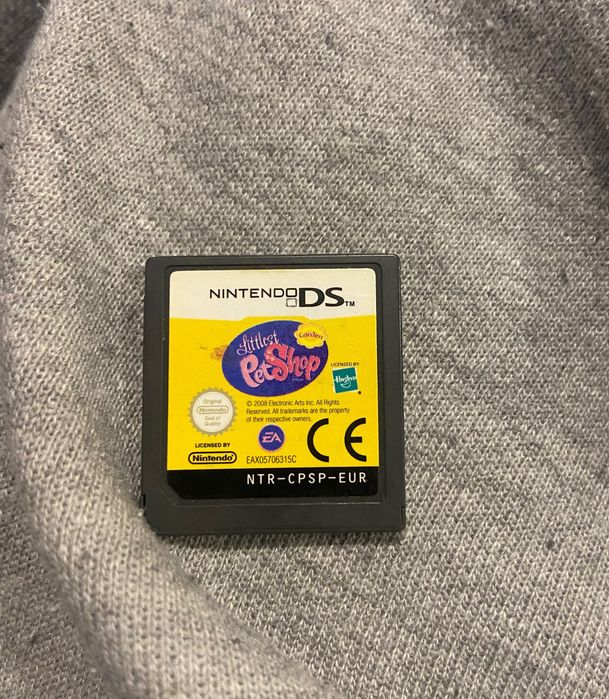 NINTENDO DS™
Littlest
PetShop
Garden
LICENSED BY:
Hasbro
Original
Nintendo
Seal of
Quality
© 2008 Electronic Arts Inc. All Rights
Reserved. All trademarks are the property
of their respective owners.
LICENSED BY
Nintendo
EA
EAX05706315C
CE
NTR-CPSP-EUR